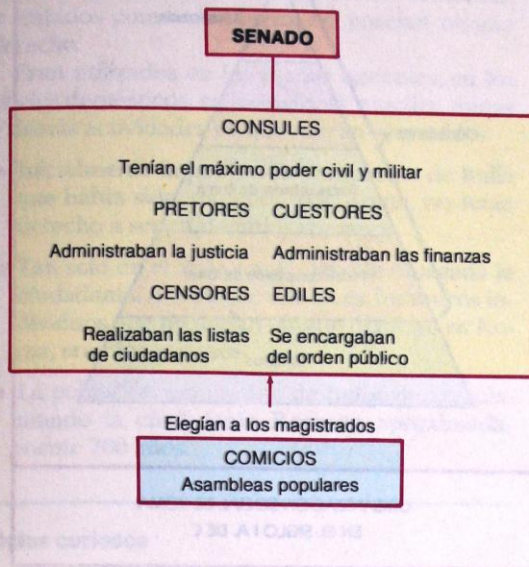 SENADO
CONSULES
Tenían el máximo poder civil y militar
PRETORES CUESTORES
Administraban la justicia Administraban las finanzas
CENSORES EDILES
Realizaban las listas Se encargaban
de ciudadanos del orden público
Elegían a los magistrados
COMICIOS
Asambleas populares